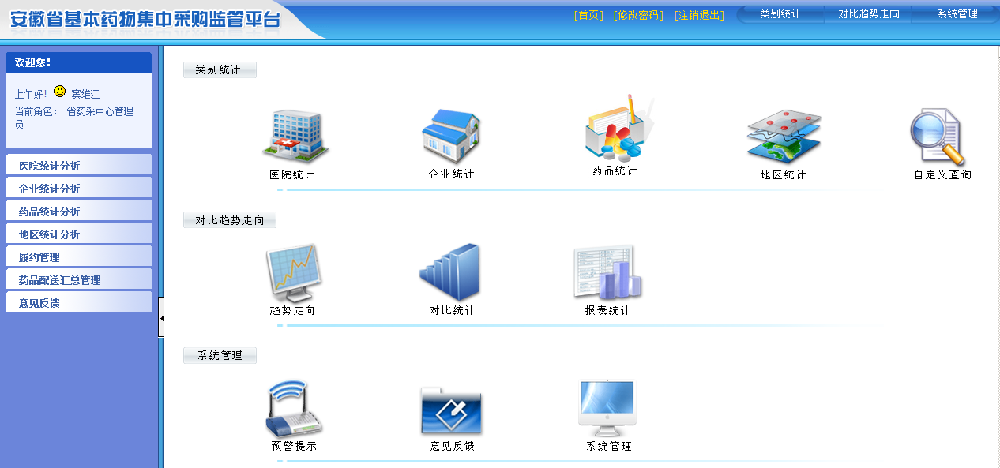 安徽省基本药物集中采购监管平台
[首页] [修改密码] [注销退出]
类别统计 对比趋势走向 系统管理
欢迎您!
上午好! 窦维江
当前角色: 省药采中心管理
员
医院统计分析
企业统计分析
药品统计分析
地区统计分析
履约管理
药品配送汇总管理
意见反馈
类别统计
医院统计 企业统计 药品统计 地区统计 自定义查询
对比趋势走向
趋势走向 对比统计 报表统计
系统管理
预警提示 意见反馈 系统管理